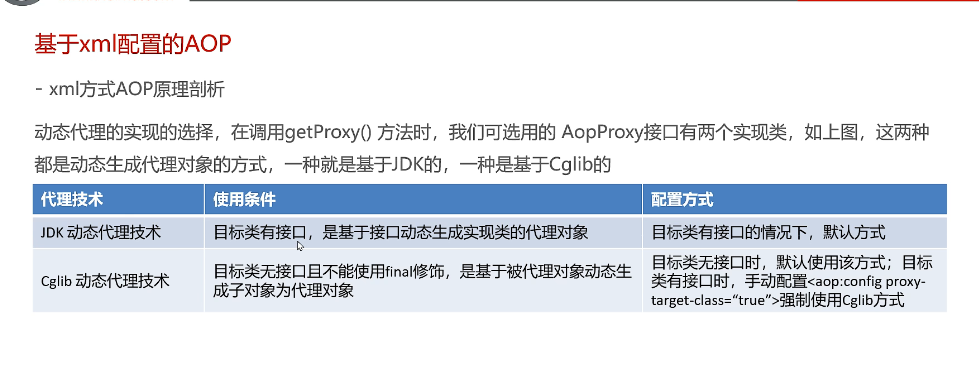 基于xml配置的AOP
- xml方式AOP原理剖析
动态代理的实现的选择，在调用getProxy() 方法时，我们可选用的 AopProxy接口有两个实现类，如上图，这两种
都是动态生成代理对象的方式，一种就是基于JDK的，一种是基于Cglib的
代理技术 使用条件 配置方式
JDK 动态代理技术 目标类有接口，是基于接口动态生成实现类的代理对象 目标类有接口的情况下，默认方式
Cglib 动态代理技术
目标类无接口且不能使用final修饰，是基于被代理对象动态生
成子对象为代理对象
目标类无接口时，默认使用该方式；目标
类有接口时，手动配置<aop:config proxy-
target-class=“true”>强制使用Cglib方式